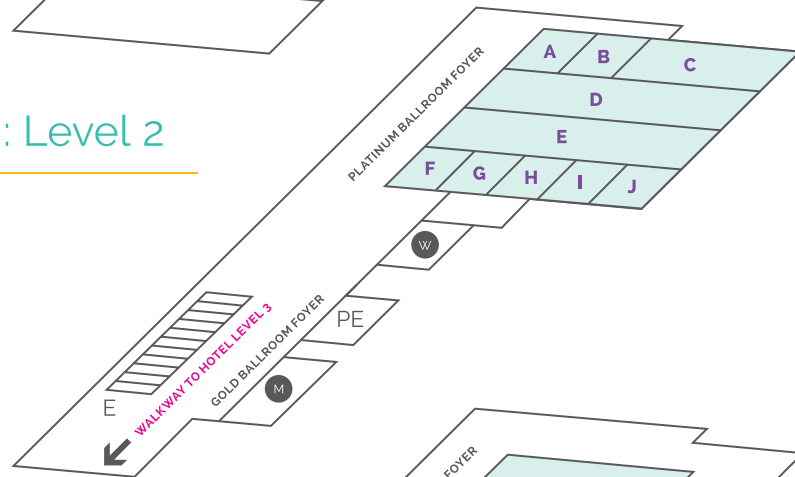 : Level 2
PLATINUM BALLROOM FOYER
A
B
C
D
E
F
G
H
I
J
W
PE
GOLD BALLROOM FOYER
M
WALKWAY TO HOTEL LEVEL 3
E
FOYER